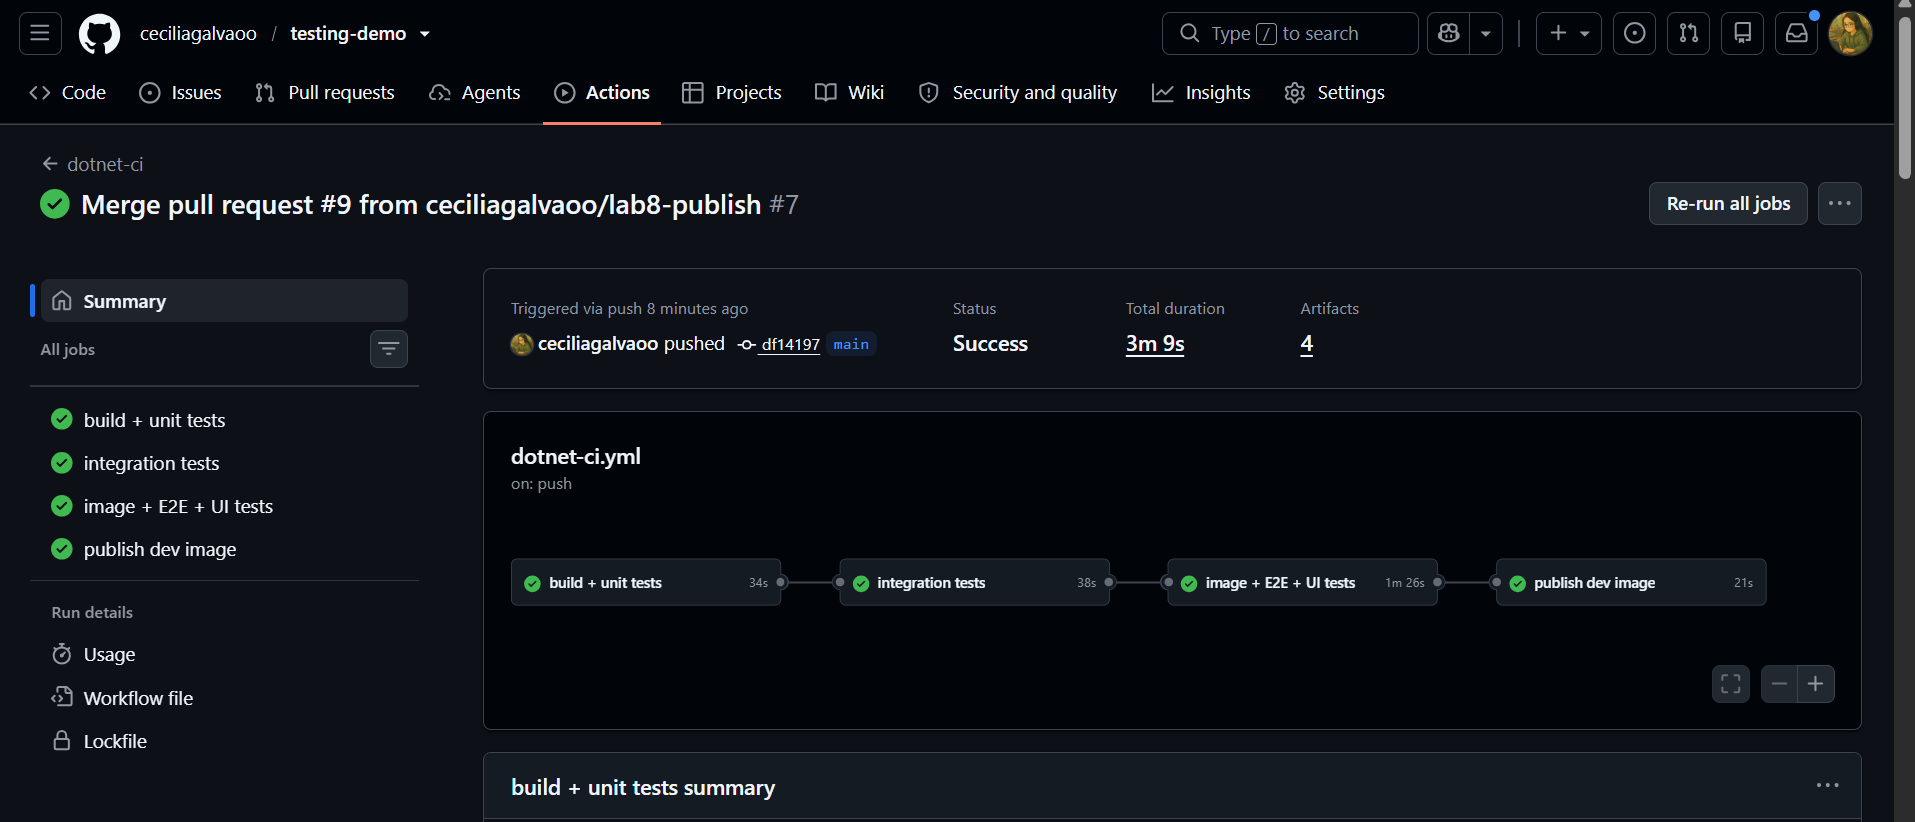 ceciliagalvaoo / testing-demo
Type / to search
Code Issues Pull requests Agents Actions Projects Wiki Security and quality Insights Settings
dotnet-ci
Merge pull request #9 from ceciliagalvaoo/lab8-publish #7
Re-run all jobs
Summary
All jobs
build + unit tests
integration tests
image + E2E + UI tests
publish dev image
Run details
Usage
Workflow file
Lockfile
Triggered via push 8 minutes ago
ceciliagalvaoo pushed df14197 main
Status
Success
Total duration
3m 9s
Artifacts
4
dotnet-ci.yml
on: push
build + unit tests 34s
integration tests 38s
image + E2E + UI tests 1m 26s
publish dev image 21s
build + unit tests summary